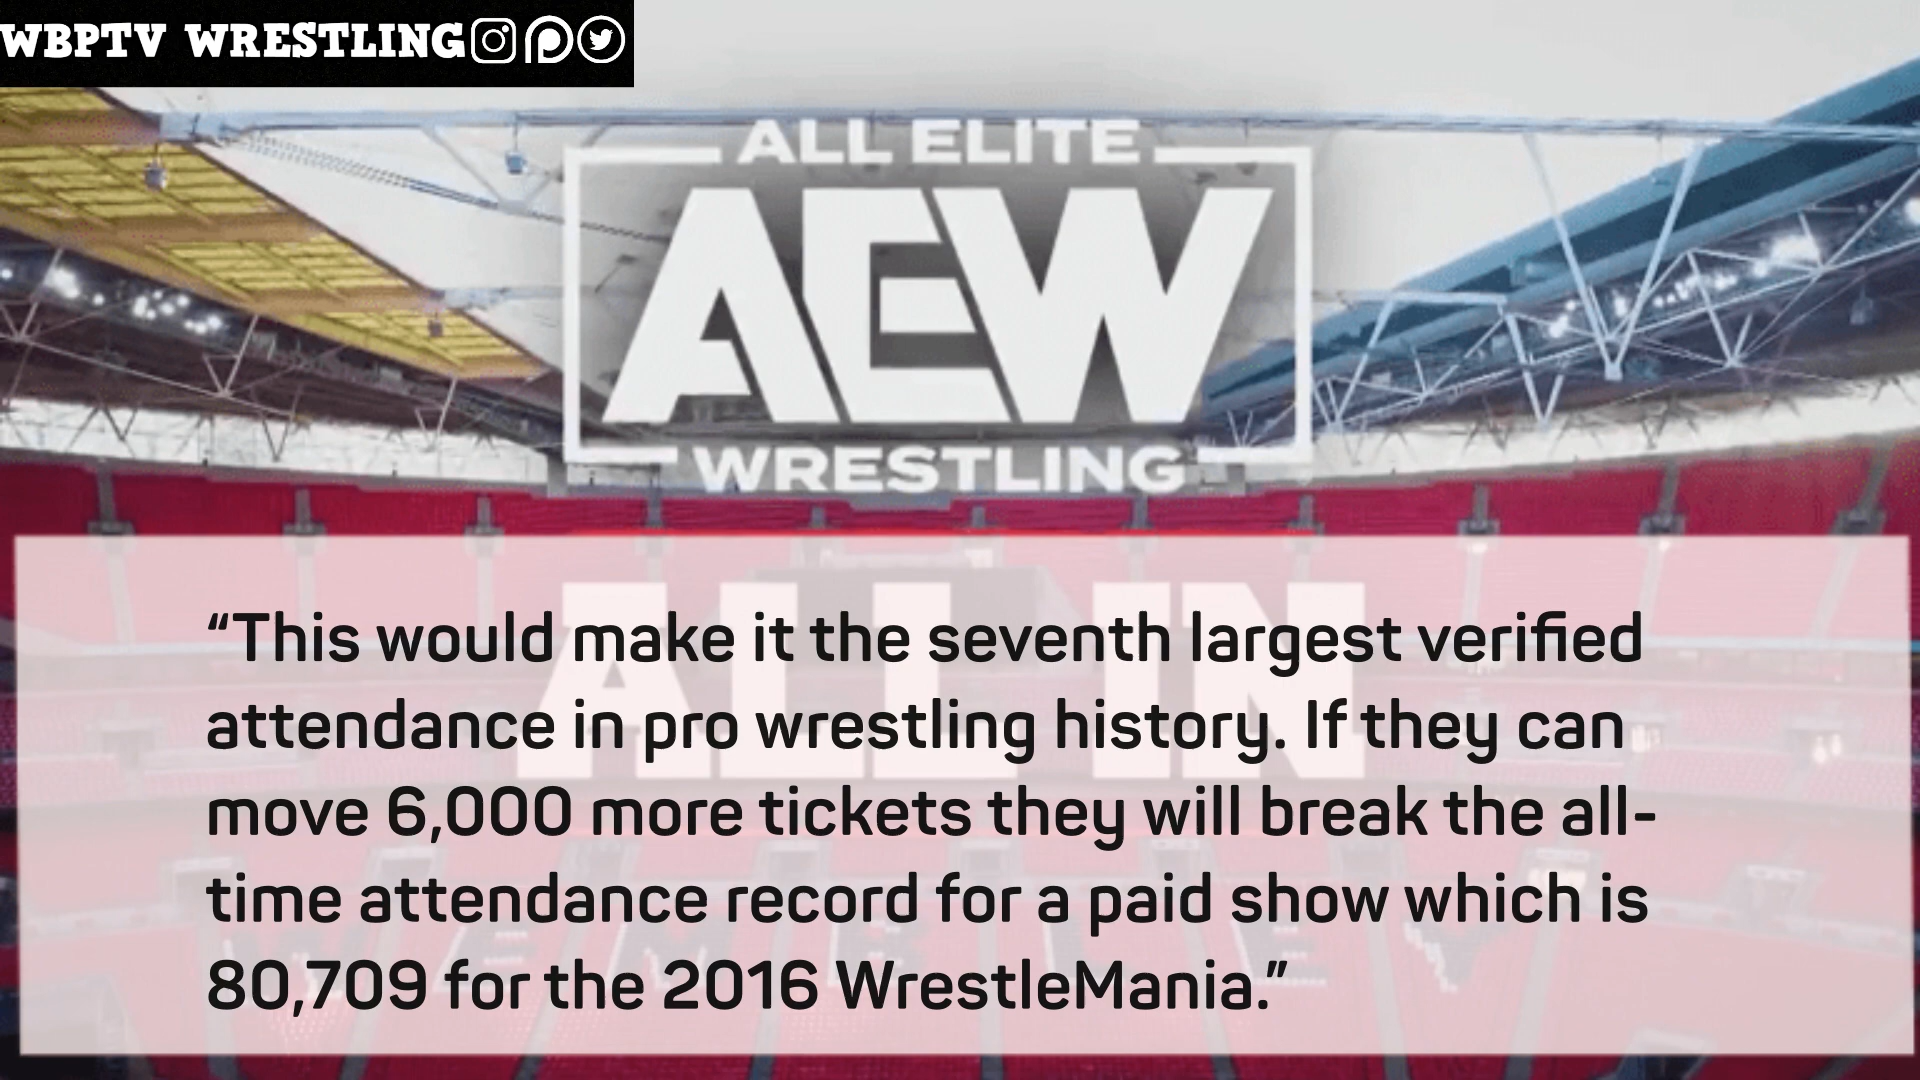 WBPTV WRESTLING
ALL ELITE
AEW
WRESTLING
ALL IN
“This would make it the seventh largest verified
attendance in pro wrestling history. If they can
move 6,000 more tickets they will break the all-
time attendance record for a paid show which is
80,709 for the 2016 WrestleMania.”
WEMBLEY